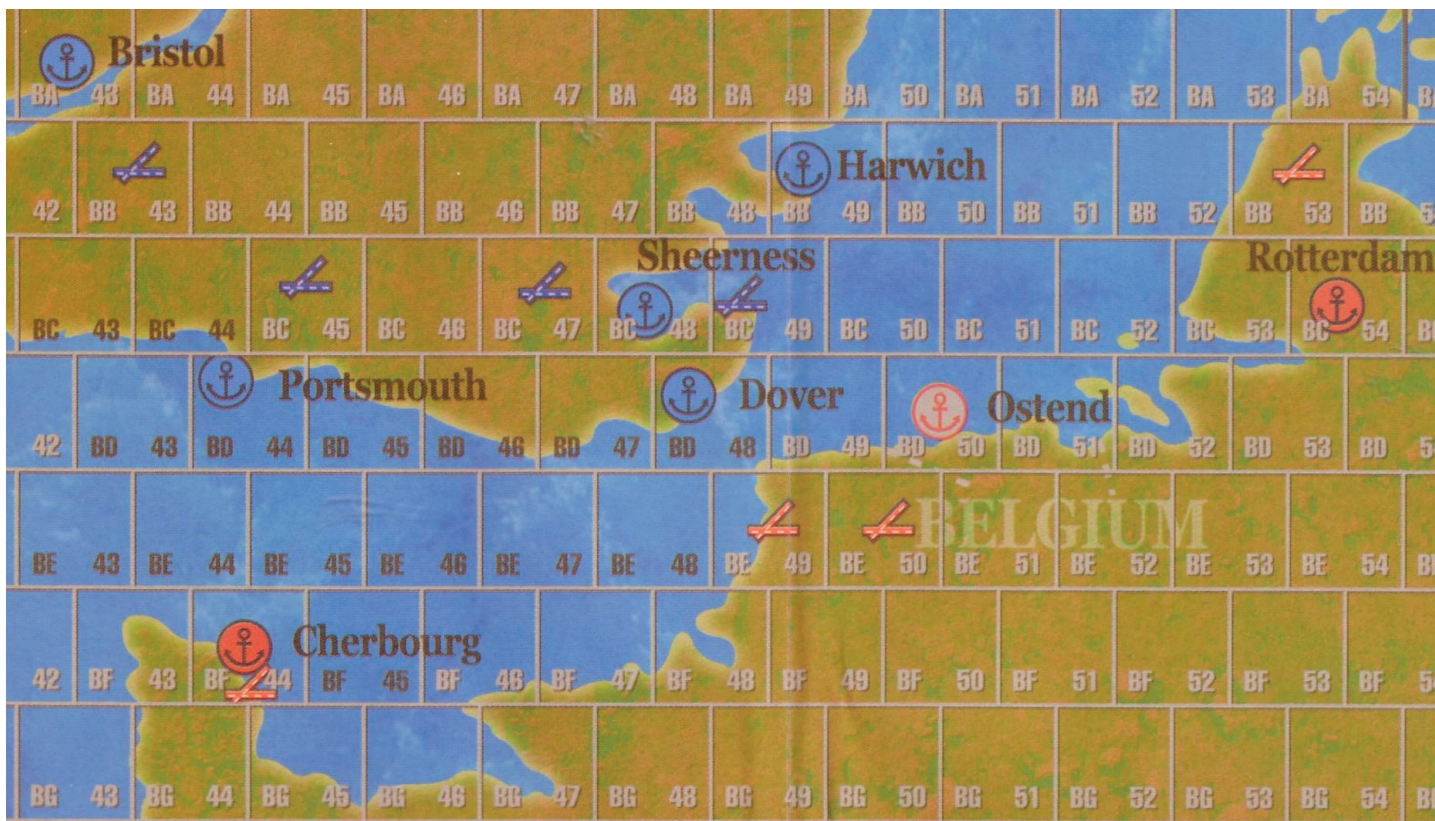 Bristol
BA 43 BA 44 BA 45 BA 46 BA 47 BA 48 BA 49 BA 50 BA 51 BA 52 BA 53 BA 54
Harwich
42 BB 43 BB 44 BB 45 BB 46 BB 47 BB 48 BB 49 BB 50 BB 51 BB 52 BB 53 BB
Sheerness Rotterdam
BC 43 BC 44 BC 45 BC 46 BC 47 BC 48 BC 49 BC 50 BC 51 BC 52 BC 53 BC 54
Portsmouth Dover Ostend
42 BD 43 BD 44 BD 45 BD 46 BD 47 BD 48 BD 49 BD 50 BD 51 BD 52 BD 53 BD
BELGIUM
BE 43 BE 44 BE 45 BE 46 BE 47 BE 48 BE 49 BE 50 BE 51 BE 52 BE 53 BE 54
Cherbourg
42 BF 43 BF 44 BF 45 BF 46 BF 47 BF 48 BF 49 BF 50 BF 51 BF 52 BF 53 BF
BG 43 BG 44 BG 45 BG 46 BG 47 BG 48 BG 49 BG 50 BG 51 BG 52 BG 53 BG 54